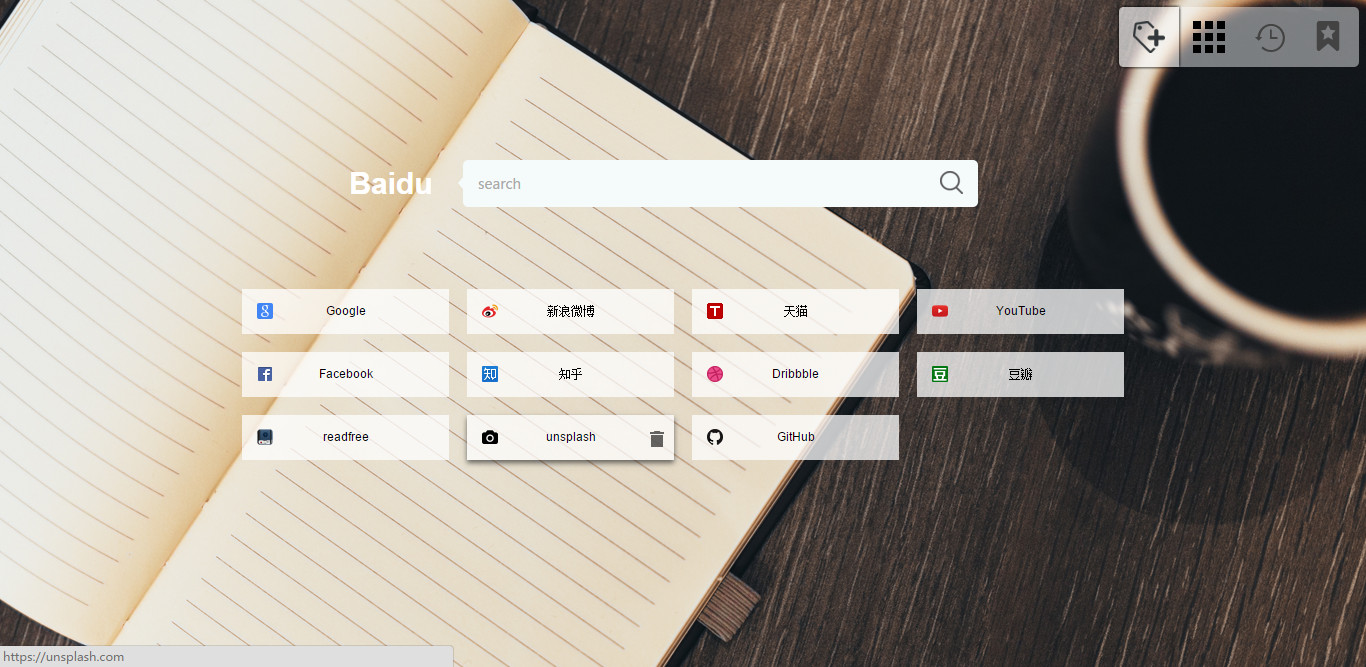 Baidu
search
Google
新浪微博
天猫
YouTube
Facebook
知乎
Dribbble
豆瓣
readfree
unsplash
GitHub
https://unsplash.com